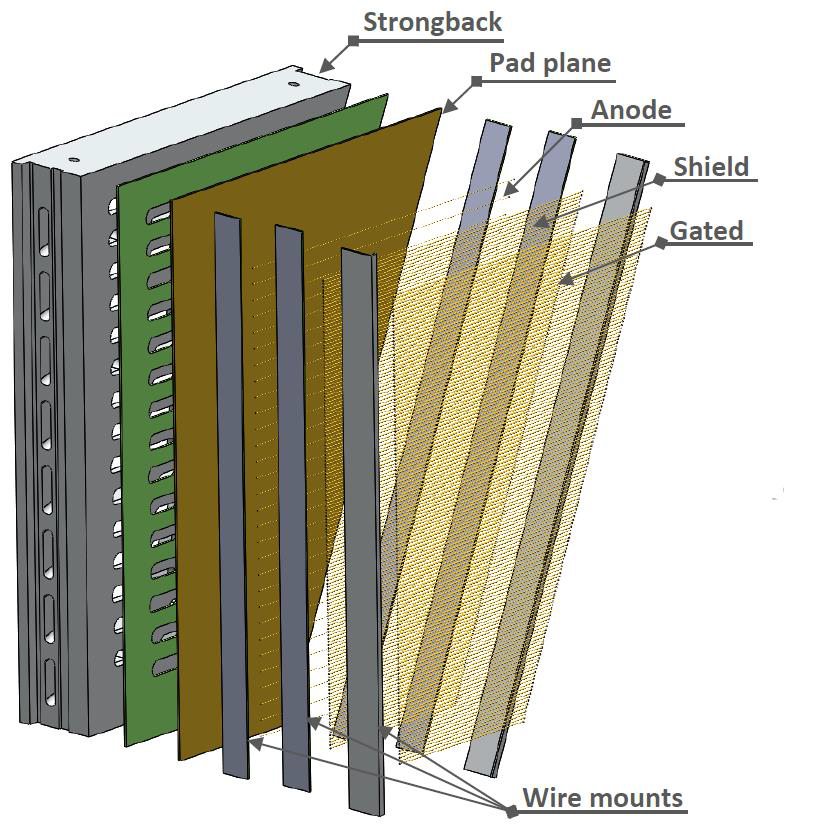 Strongback
Pad plane
Anode
Shield
Gated
Wire mounts